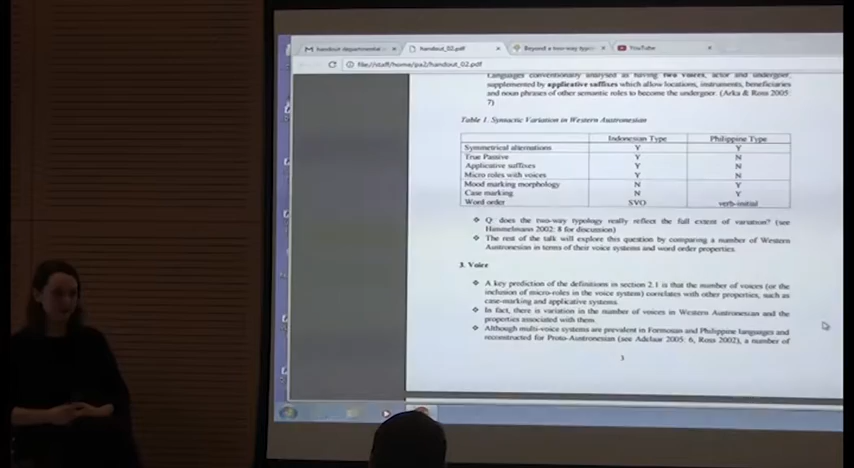 handout departmental
handout_02.pdf
Beyond a two-way typ
YouTube
file://staff/home/pa2/handout_02.pdf
Languages conventionally analysed as having two voices, actor and undergoer,
supplemented by applicative suffixes which allow locations, instruments, beneficiaries
and noun phrases of other semantic roles to become the undergoer. (Arka & Ross 2005:
7)
Table 1. Syntactic Variation in Western Austronesian
Indonesian Type Philippine Type
Symmetrical alternations Y Y
True Passive Y N
Applicative suffixes Y N
Micro roles with voices Y N
Mood marking morphology N Y
Case marking N Y
Word order SVO verb-initial
❖ Q: does the two-way typology really reflect the full extent of variation? (see
Himmelmann 2002: 8 for discussion)
❖ The rest of the talk will explore this question by comparing a number of Western
Austronesian in terms of their voice systems and word order properties.
3. Voice
❖ A key prediction of the definitions in section 2.1 is that the number of voices (or the
inclusion of micro-roles in the voice system) correlates with other properties, such as
case-marking and applicative systems.
❖ In fact, there is variation in the number of voices in Western Austronesian and the
properties associated with them.
❖ Although multi-voice systems are prevalent in Formosan and Philippine languages and
reconstructed for Proto-Austronesian (see Adelaar 2005: 6, Ross 2002), a number of
3